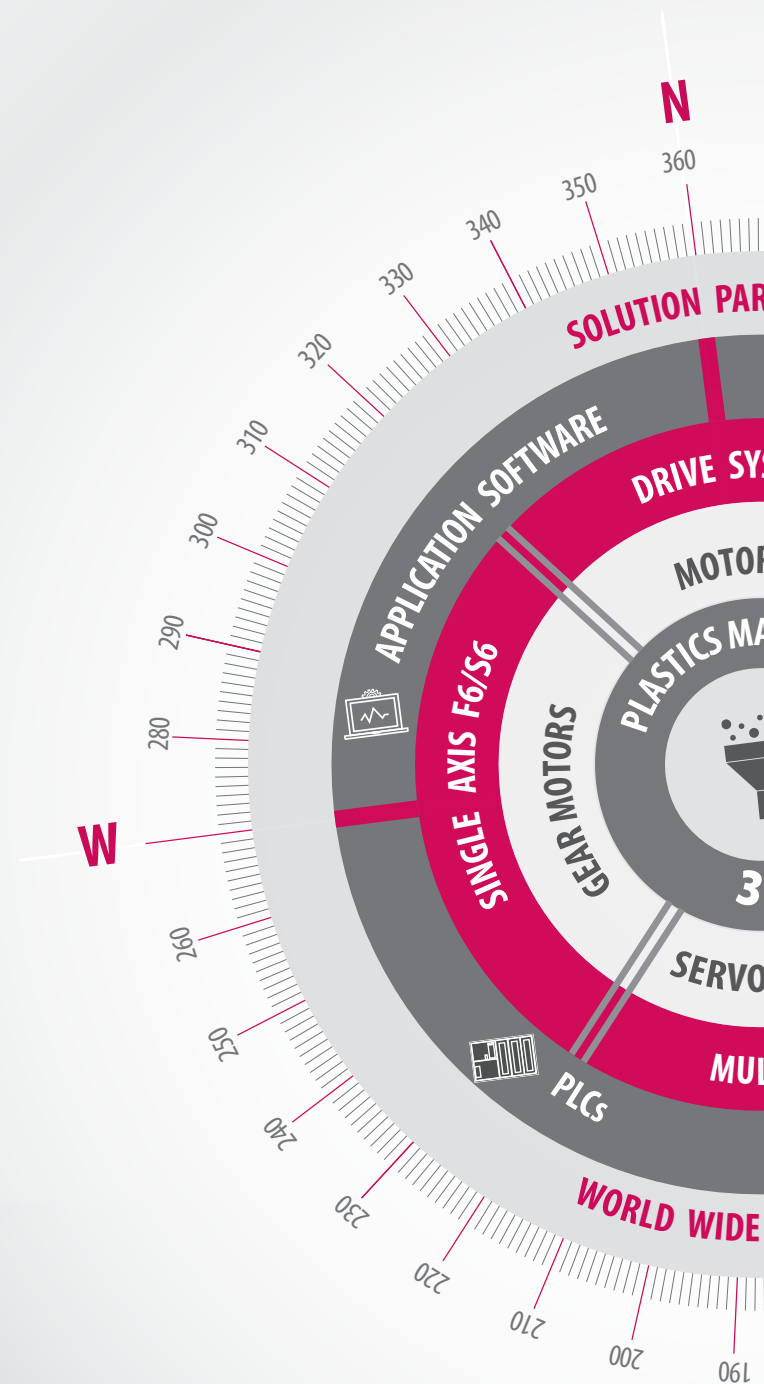 N
360
350
340
330
320
310
300
290
280
W
260
250
240
230
220
210
200
190
SOLUTION PAR
APPLICATION SOFTWARE
DRIVE SYS
SINGLE AXIS F6/S6
MOTOR
GEAR MOTORS
PLASTICS MA
3
SERVO
MUL
PLCs
WORLD WIDE